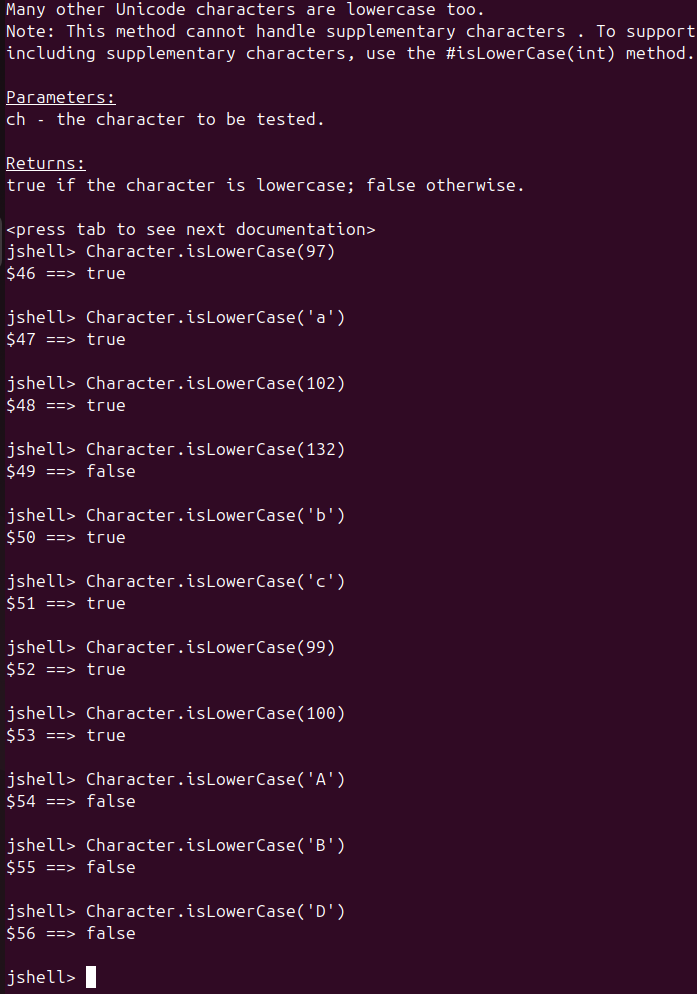 Many other Unicode characters are lowercase too.
Note: This method cannot handle supplementary characters . To support
including supplementary characters, use the #isLowerCase(int) method.
Parameters:
ch - the character to be tested.
Returns:
true if the character is lowercase; false otherwise.
<press tab to see next documentation>
jshell> Character.isLowerCase(97)
$46 ==> true
jshell> Character.isLowerCase('a')
$47 ==> true
jshell> Character.isLowerCase(102)
$48 ==> true
jshell> Character.isLowerCase(132)
$49 ==> false
jshell> Character.isLowerCase('b')
$50 ==> true
jshell> Character.isLowerCase('c')
$51 ==> true
jshell> Character.isLowerCase(99)
$52 ==> true
jshell> Character.isLowerCase(100)
$53 ==> true
jshell> Character.isLowerCase('A')
$54 ==> false
jshell> Character.isLowerCase('B')
$55 ==> false
jshell> Character.isLowerCase('D')
$56 ==> false
jshell>